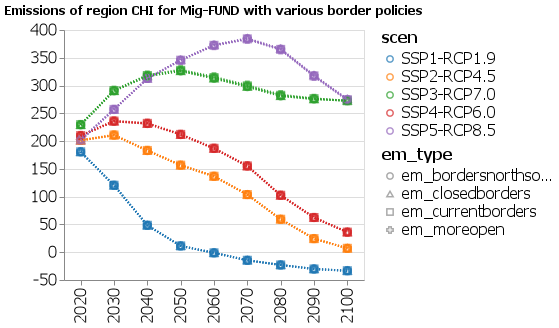 Emissions of region CHI for Mig-FUND with various border policies
400
350
300
250
200
150
100
50
0
-50
2020
2030
2040
2050
2060
2070
2080
2090
2100
scen
SSP1-RCP1.9
SSP2-RCP4.5
SSP3-RCP7.0
SSP4-RCP6.0
SSP5-RCP8.5
em_type
em_bordersnorthso...
em_closedborders
em_currentborders
em_moreopen